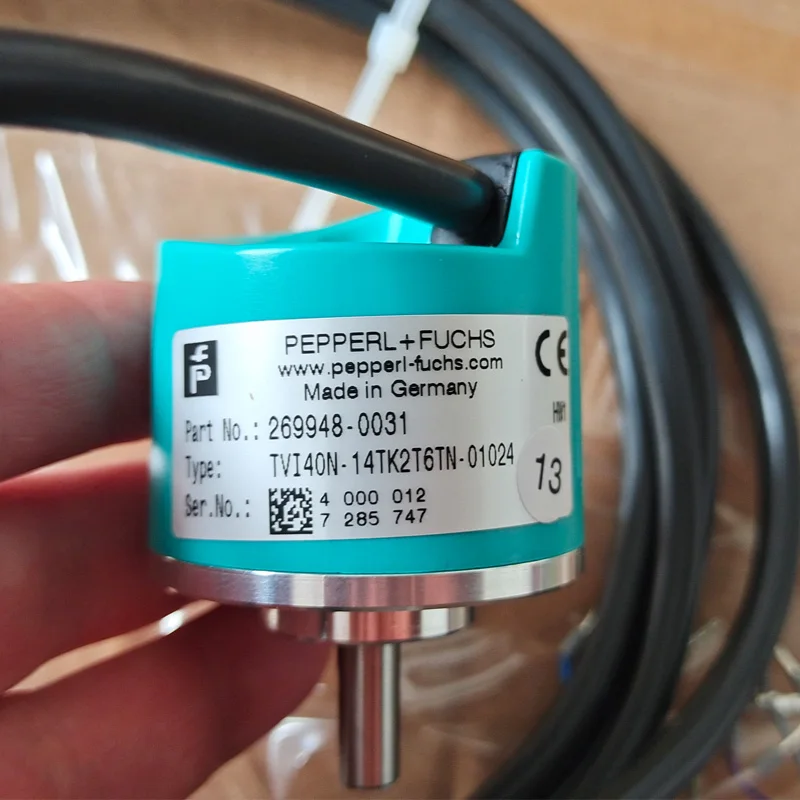 PEPPERL+FUCHS
www.pepperl-fuchs.com
Made in Germany
CE
Part No.: 269948-0031
Type: TVI40N-14TK2T6TN-01024
Ser.No.: 4 000 012
7 285 747
13